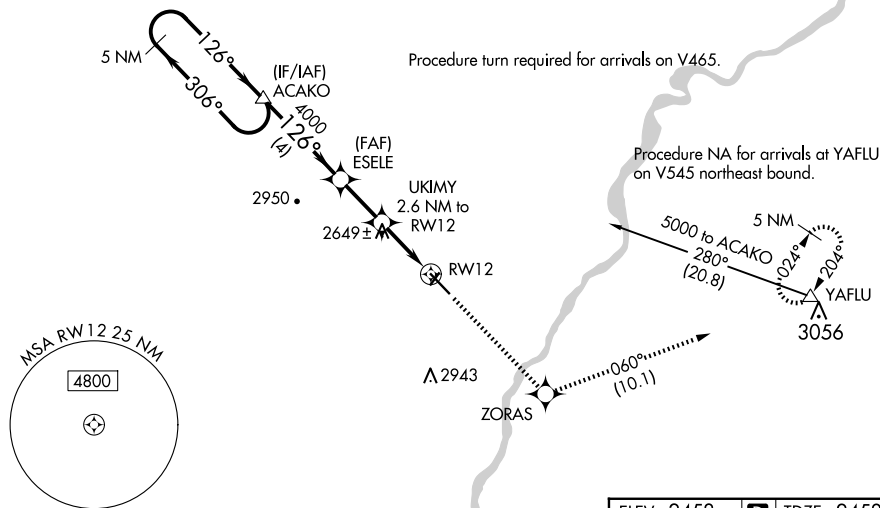 5 NM
126°
306°
(IF/IAF)
ACAKO
4000
126°
(4)
Procedure turn required for arrivals on V465.
(FAF)
ESELE
2950
UKIMY
2.6 NM to
RW12
2649±
RW12
Procedure NA for arrivals at YAFLU
on V545 northeast bound.
5 NM
5000 to ACAKO
280°
(20.8)
024°
204°
YAFLU
3056
MSA RW12 25 NM
4800
2943
060°
(10.1)
ZORAS